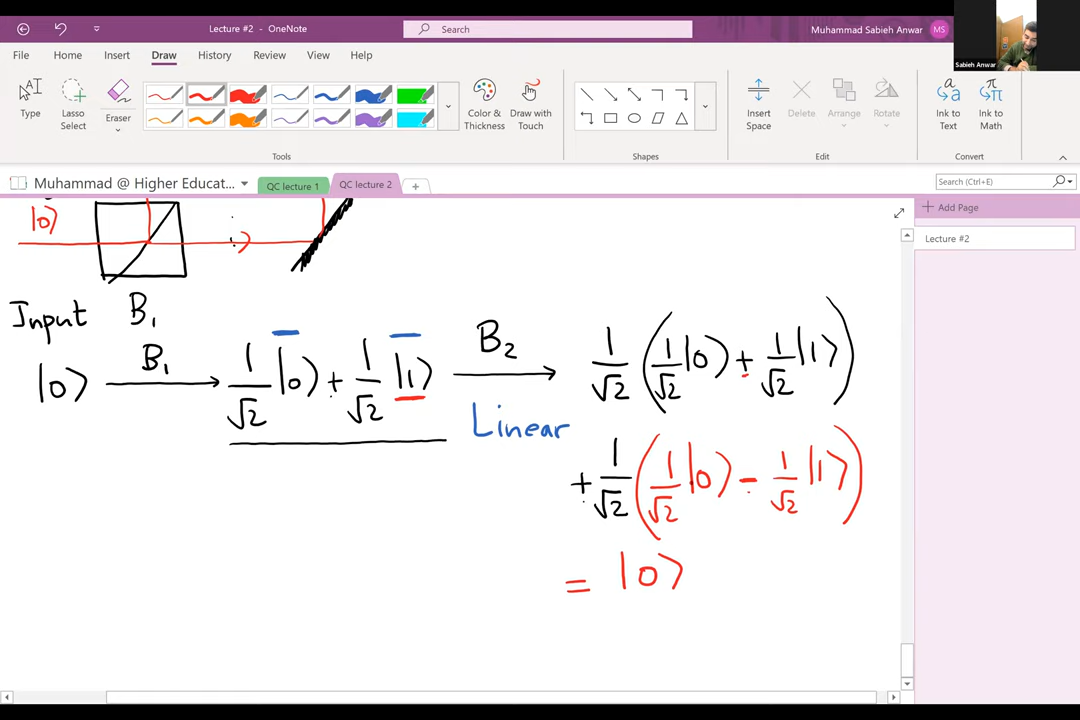 Lecture #2 - OneNote
Search
Muhammad Sabieh Anwar
MS
Sabieh Anwar
File Home Insert Draw History Review View Help
Type
Lasso Select
Eraser
Color & Thickness
Draw with Touch
Insert Space
Delete
Arrange
Rotate
Ink to Text
Ink to Math
Tools
Shapes
Edit
Convert
Muhammad @ Higher Educat...
QC lecture 1
QC lecture 2
Search (Ctrl+E)
Add Page
Lecture #2
|0⟩
Input B₁
|0⟩ B₁ → 1/√2 |0⟩ + 1/√2 |1⟩ B₂ → 1/√2 (1/√2 |0⟩ + 1/√2 |1⟩)
Linear
+ 1/√2 (1/√2 |0⟩ - 1/√2 |1⟩)
= |0⟩